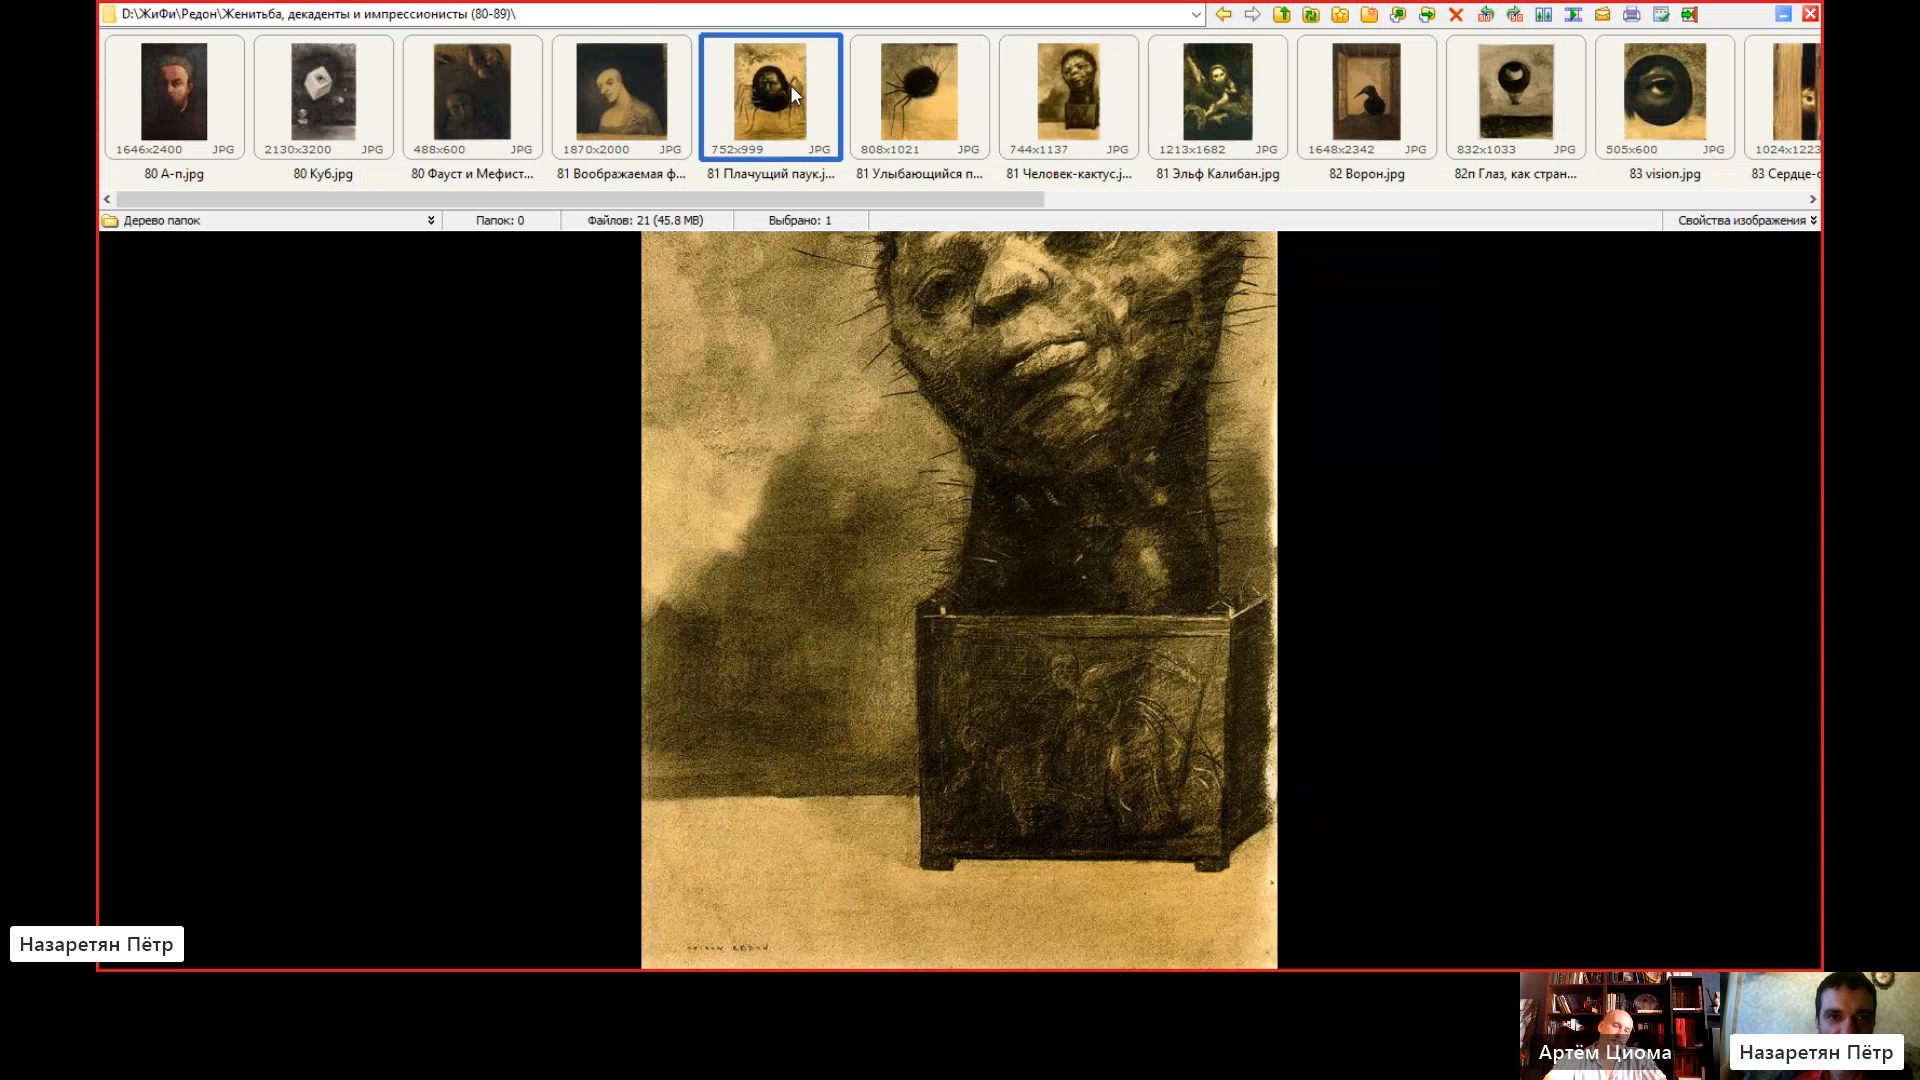 D:\ЖиФи\Редон\Женитьба, декаденты и импрессионисты (80-89)\
1646x2400 JPG
2130x3200 JPG
488x600 JPG
1870x2000 JPG
752x999 JPG
808x1021 JPG
744x1137 JPG
1213x1682 JPG
1648x2342 JPG
832x1033 JPG
505x600 JPG
1024x1223
80 А-п.jpg
80 Куб.jpg
80 Фауст и Мефист...
81 Воображаемая ф...
81 Плачущий паук.j...
81 Улыбающийся п...
81 Человек-кактус.j...
81 Эльф Калибан.jpg
82 Ворон.jpg
82п Глаз, как стран...
83 vision.jpg
83 Сердце-
Дерево папок
Папок: 0
Файлов: 21 (45.8 MB)
Выбрано: 1
Свойства изображения
ODILON REDON
Назаретян Пётр
Артём Циома
Назаретян Пётр